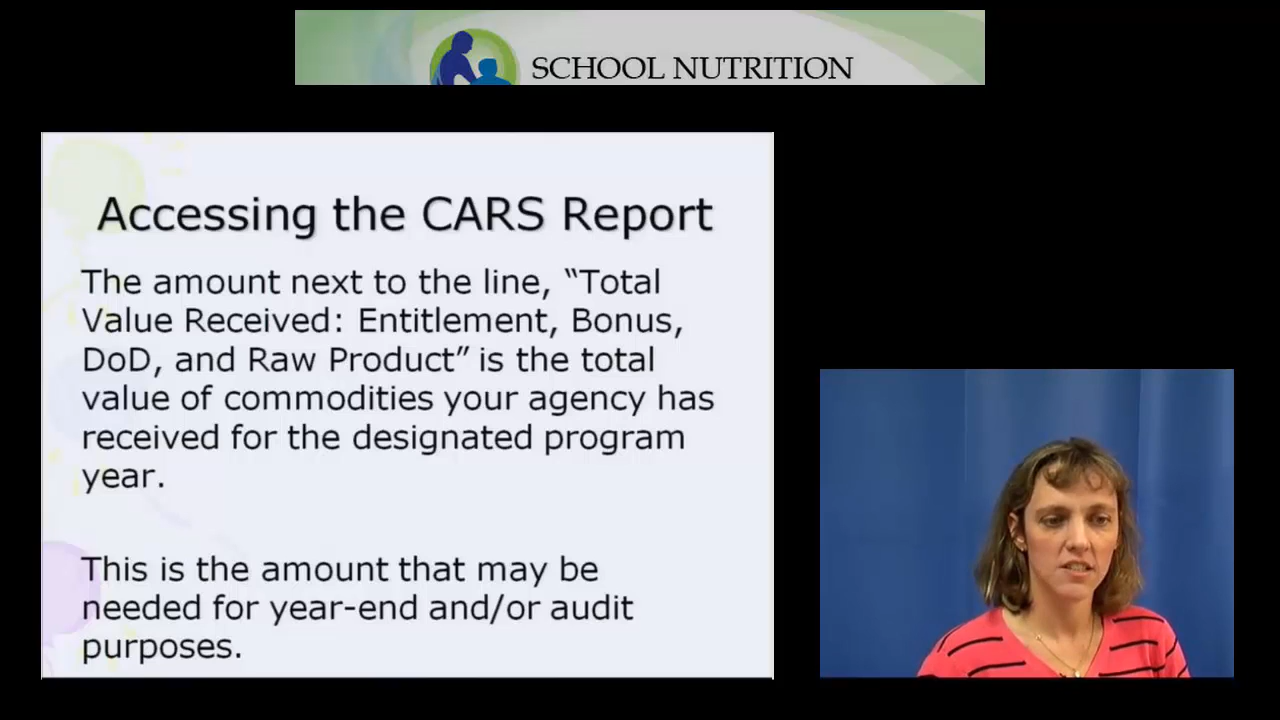 SCHOOL NUTRITION
Accessing the CARS Report
The amount next to the line, “Total
Value Received: Entitlement, Bonus,
DoD, and Raw Product” is the total
value of commodities your agency has
received for the designated program
year.
This is the amount that may be
needed for year-end and/or audit
purposes.